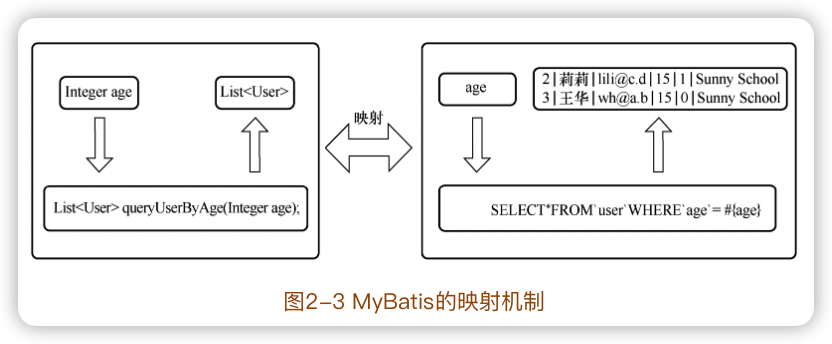 Integer age
List<User>
List<User> queryUserByAge(Integer age);
映射
age
2|莉莉|lili@c.d|15|1|Sunny School
3|王华|wh@a.b|15|0|Sunny School
SELECT*FROM`user`WHERE`age`= #{age}
图2-3 MyBatis的映射机制